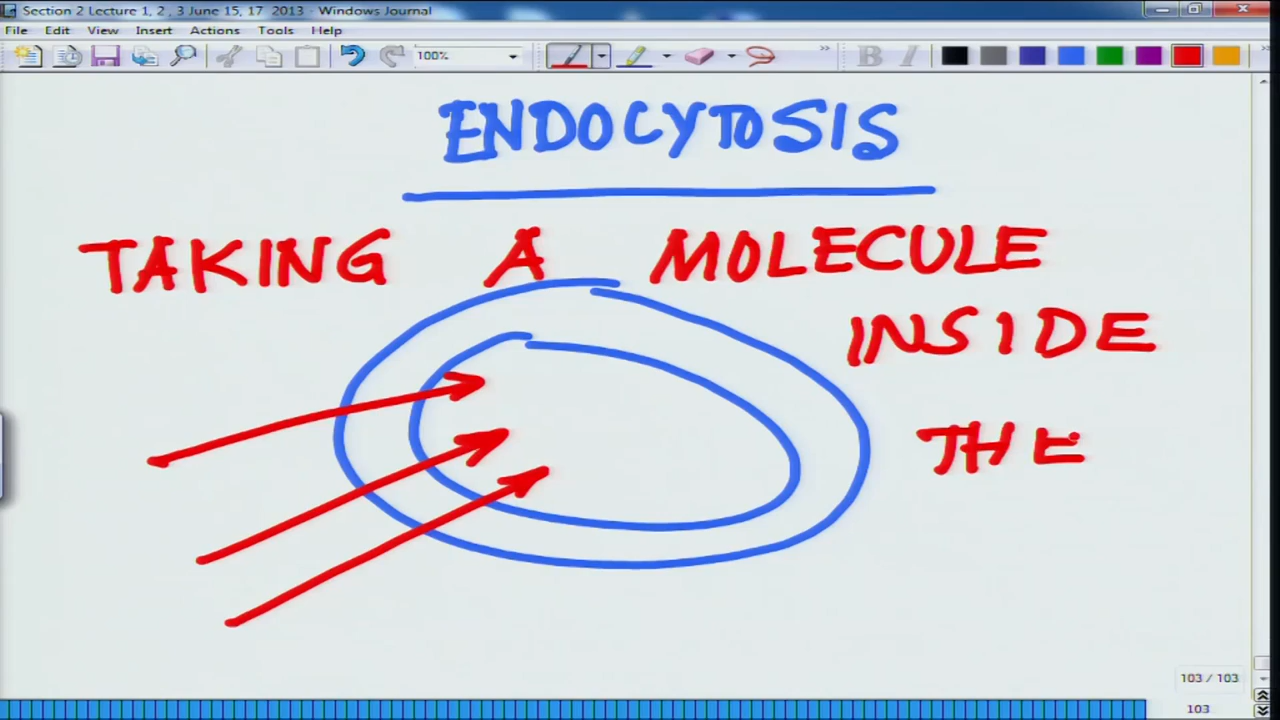 Section 2 Lecture 1, 2 , 3 June 15, 17 2013 - Windows Journal
File Edit View Insert Actions Tools Help
100%
B I
ENDOCYTOSIS
TAKING A MOLECULE
INSIDE
THE
103 / 103
103